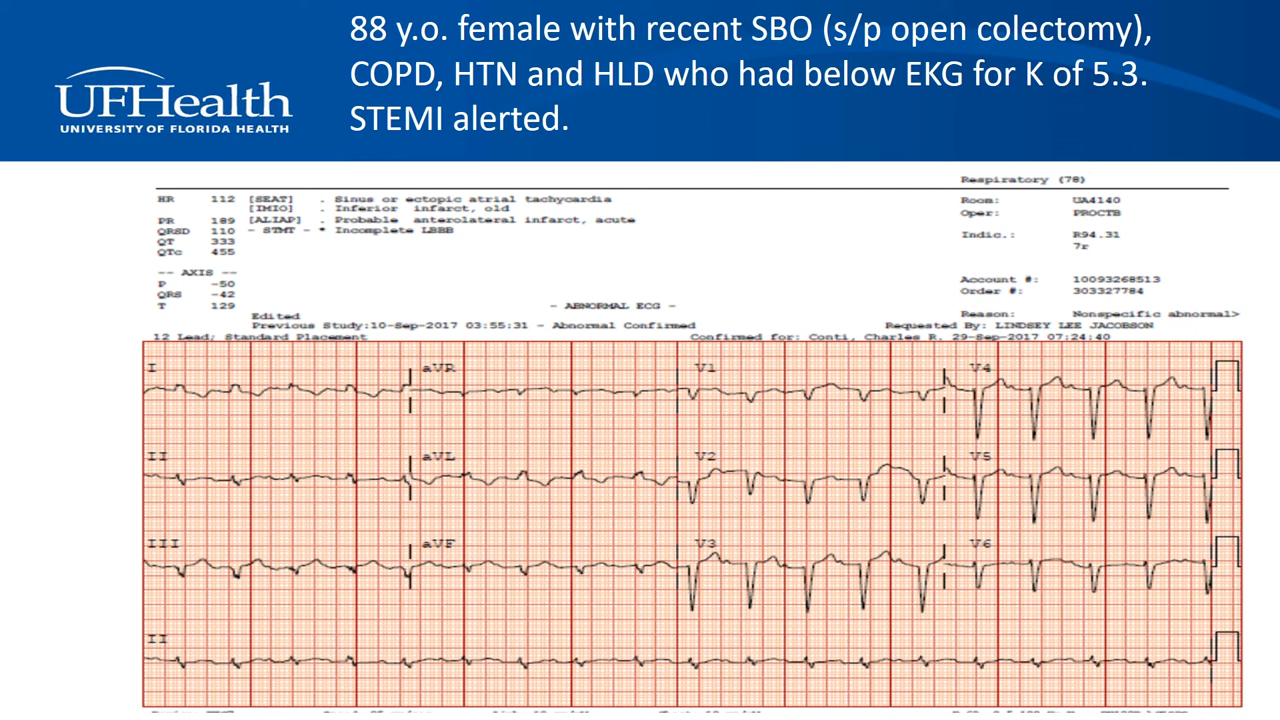 88 y.o. female with recent SBO (s/p open colectomy),
COPD, HTN and HLD who had below EKG for K of 5.3.
STEMI alerted.
UFHealth
UNIVERSITY OF FLORIDA HEALTH
Respiratory (78)
HR 112 [SEAT] . Sinus or ectopic atrial tachycardia
[IMIO] . Inferior infarct, old
PR 189 [ALIAP] . Probable anterolateral infarct, acute
QRSD 110 - STMT - * Incomplete LBBB
QT 333
QTc 455
Room: UA4140
Oper: PROCTB
Indic.: R94.31
7r
-- AXIS --
P -50
QRS -42
T 129
Account #: 10093268513
Order #: 303327784
- ABNORMAL ECG -
Reason: Nonspecific abnormal>
Edited
Previous Study:10-Sep-2017 03:55:31 - Abnormal Confirmed
Requested By: LINDSEY LEE JACOBSON
12 Lead; Standard Placement
Confirmed for: Conti, Charles R. 29-Sep-2017 07:24:40
I aVR V1 V4
II aVL V2 V5
III aVF V3 V6
II